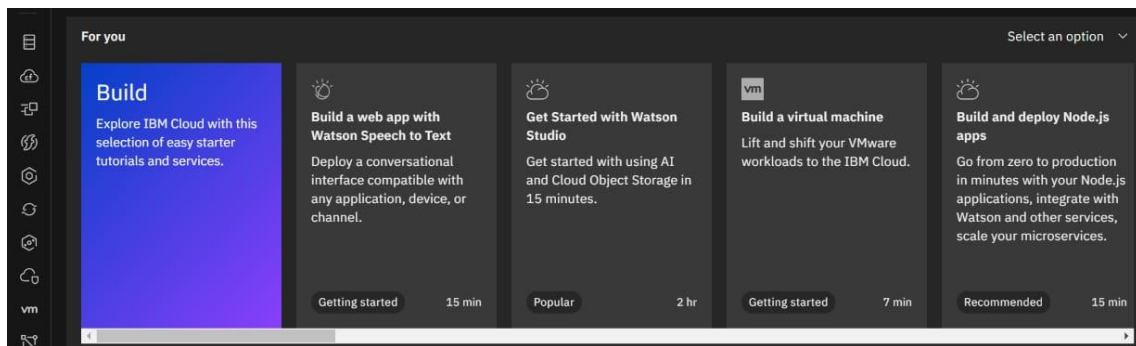 For you
Select an option
Build
Explore IBM Cloud with this
selection of easy starter
tutorials and services.
Build a web app with
Watson Speech to Text
Deploy a conversational
interface compatible with
any application, device, or
channel.
Getting started
15 min
Get Started with Watson
Studio
Get started with using AI
and Cloud Object Storage in
15 minutes.
Popular
2 hr
vm
Build a virtual machine
Lift and shift your VMware
workloads to the IBM Cloud.
Getting started
7 min
Build and deploy Node.js
apps
Go from zero to production
in minutes with your Node.js
applications, integrate with
Watson and other services,
scale your microservices.
Recommended
15 min
cf
vm